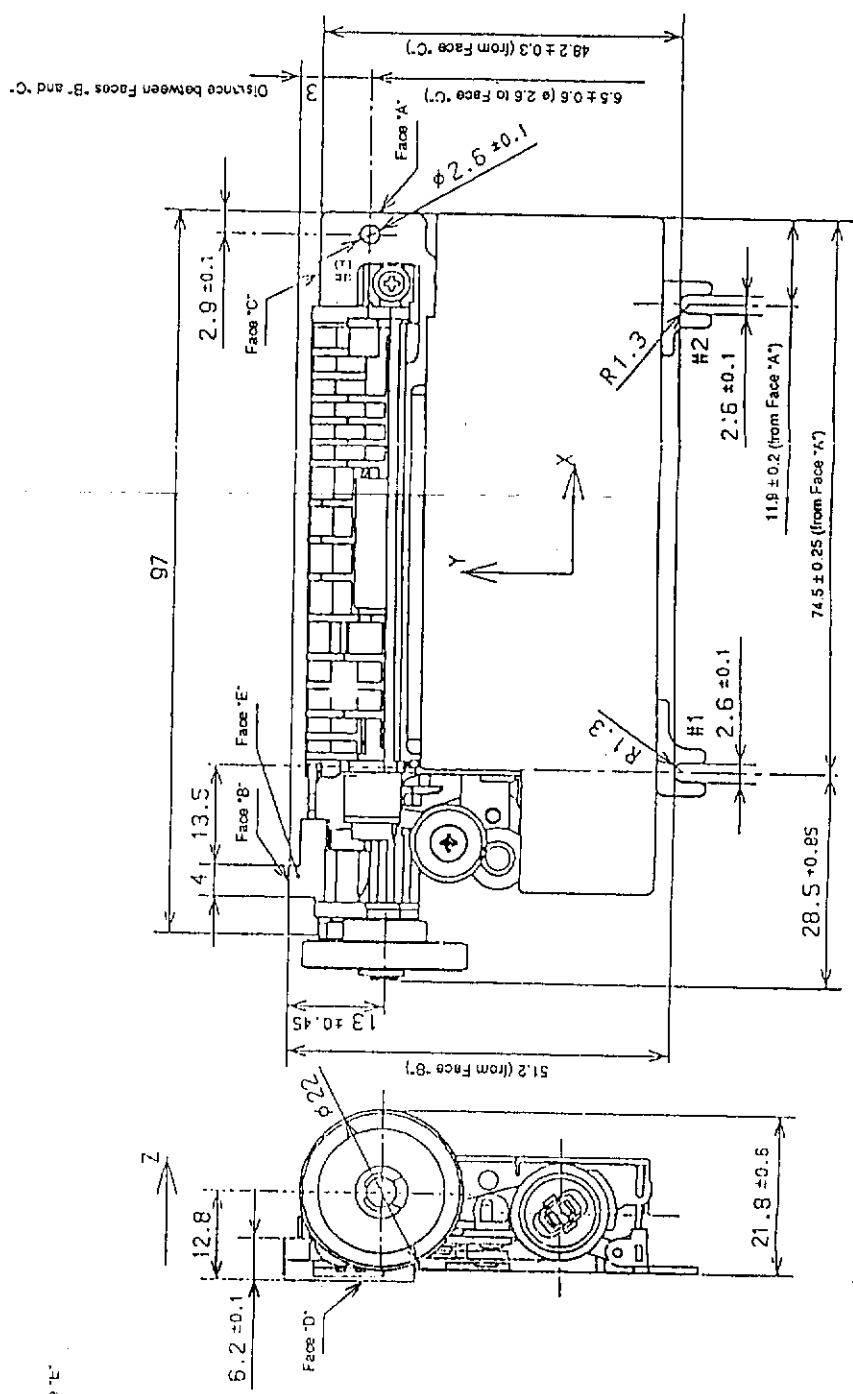 Distance between Faces "B" and "C"
3
48.2 ± 0.3 (from Face "C")
6.5 ± 0.6 (ø 2.6 to Face "C")
Face "A"
ϕ2.6 ±0.1
2.9 ±0.1
Face "C"
97
Face "E"
Face "B"
13.5
4
13 ±0.45
51.2 (from Face "B")
Y
X
R1.3
#2
2.6 ±0.1
11.9 ± 0.2 (from Face "A")
74.5 ± 0.25 (from Face "A")
R1.3
#1
2.6 ±0.1
28.5 ±0.85
Z
ϕ22
12.8
6.2 ±0.1
Face "D"
21.8 ±0.6
"E"